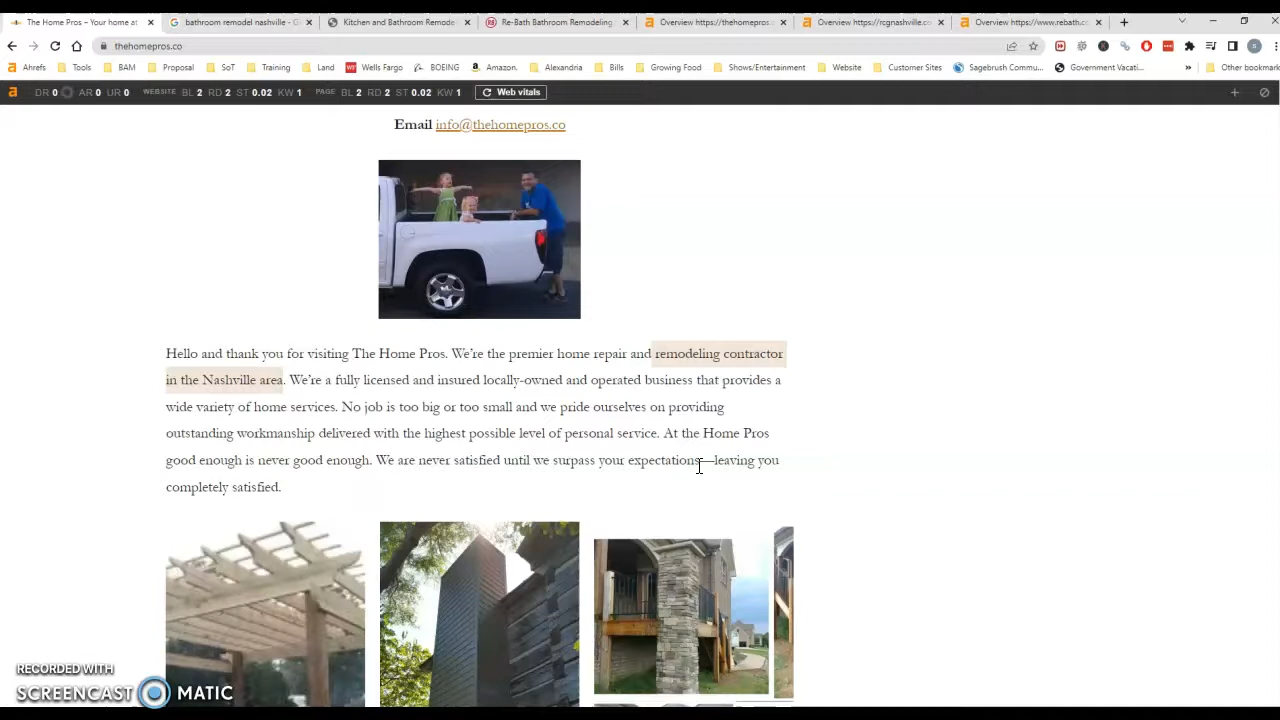 The Home Pros – Your home at
bathroom remodel nashville - G
Kitchen and Bathroom Remode
Re-Bath Bathroom Remodeling
Overview https://thehomepros.
Overview https://rcgnashville.co
Overview https://www.rebath.co
thehomepros.co
Ahrefs Tools BAM Proposal SoT Training Land Wells Fargo BOEING Amazon. Alexandria Bills Growing Food Shows/Entertainment Website Customer Sites Sagebrush Commu... Government Vacati... » Other bookmark
DR 0 AR 0 UR 0 WEBSITE BL 2 RD 2 ST 0.02 KW 1 PAGE BL 2 RD 2 ST 0.02 KW 1 Web vitals
Email info@thehomepros.co
Hello and thank you for visiting The Home Pros. We’re the premier home repair and remodeling contractor
in the Nashville area. We’re a fully licensed and insured locally-owned and operated business that provides a
wide variety of home services. No job is too big or too small and we pride ourselves on providing
outstanding workmanship delivered with the highest possible level of personal service. At the Home Pros
good enough is never good enough. We are never satisfied until we surpass your expectations—leaving you
completely satisfied.
RECORDED WITH
SCREENCAST MATIC